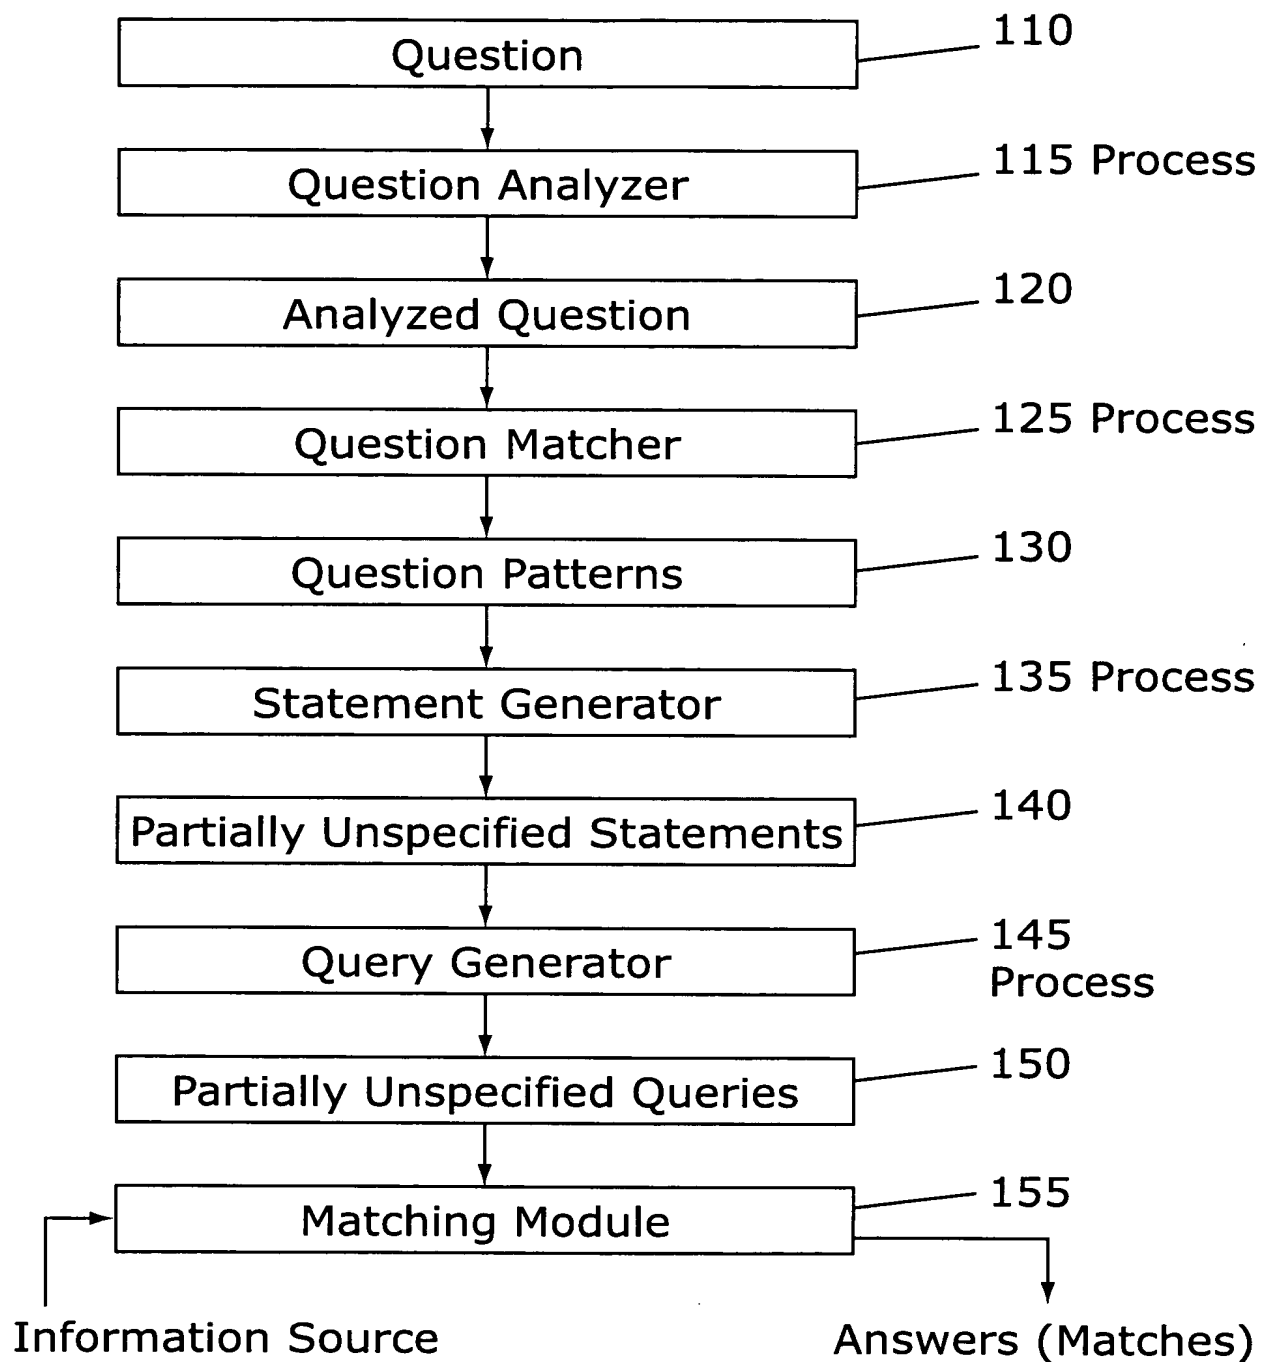 Question
110
Question Analyzer
115 Process
Analyzed Question
120
Question Matcher
125 Process
Question Patterns
130
Statement Generator
135 Process
Partially Unspecified Statements
140
Query Generator
145
Process
Partially Unspecified Queries
150
Matching Module
155
Information Source
Answers (Matches)